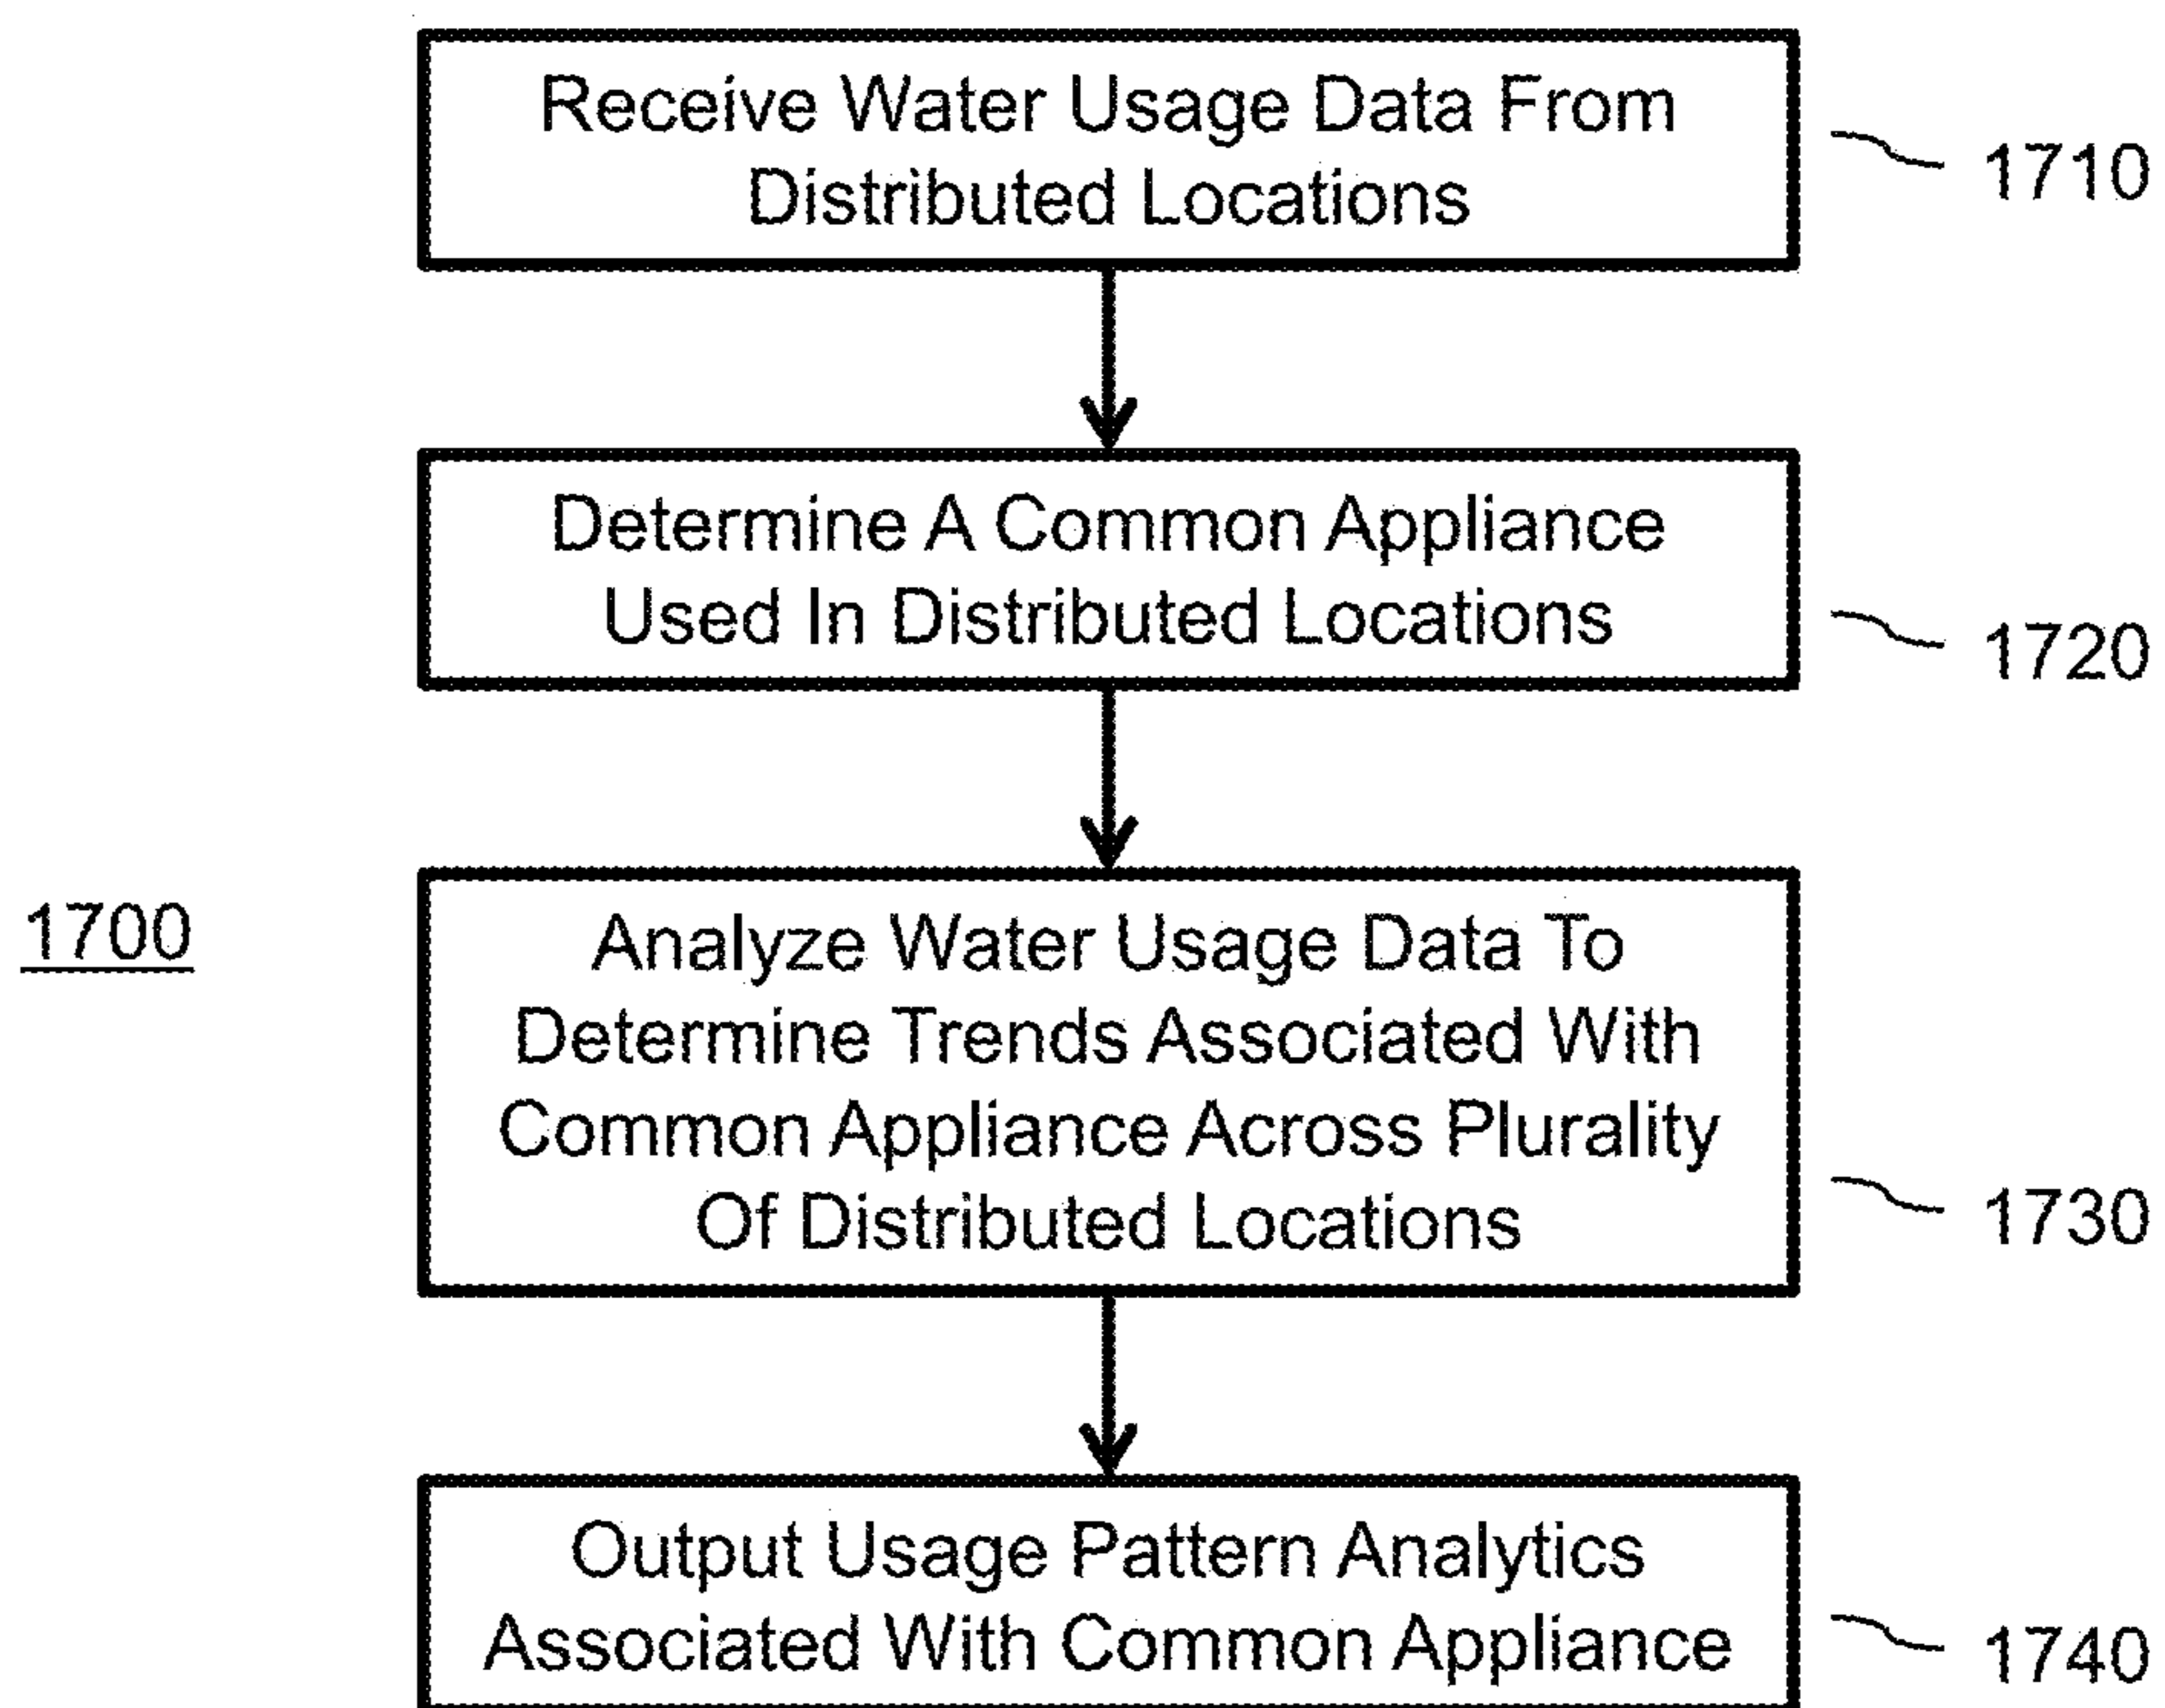 Receive Water Usage Data From
Distributed Locations
1710
Determine A Common Appliance
Used In Distributed Locations
1720
1700
Analyze Water Usage Data To
Determine Trends Associated With
Common Appliance Across Plurality
Of Distributed Locations
1730
Output Usage Pattern Analytics
Associated With Common Appliance
1740